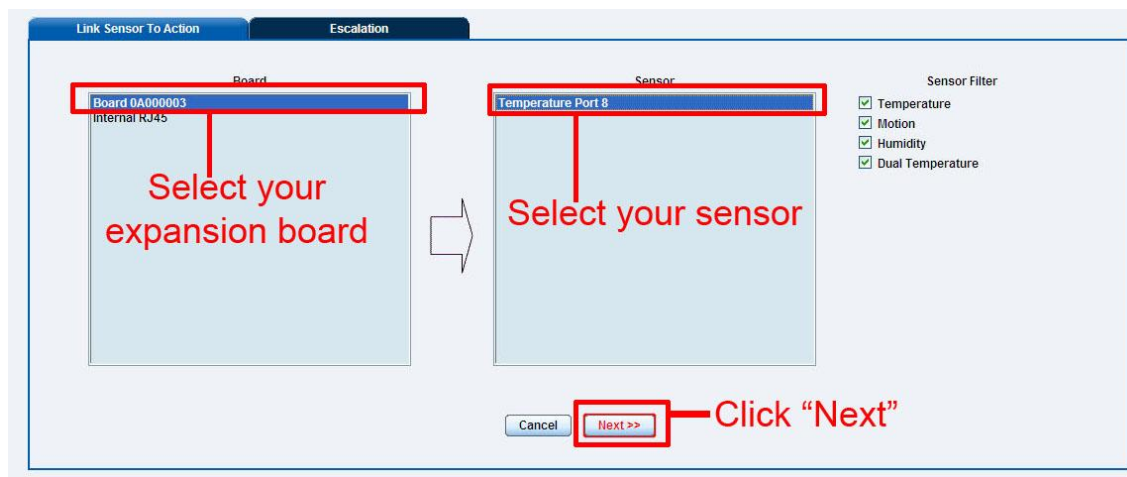 Link Sensor To Action
Escalation
Board
Sensor
Sensor Filter
Board 0A000003
Internal RJ45
Temperature Port 8
Temperature
Motion
Humidity
Dual Temperature
Select your
expansion board
Select your sensor
Cancel
Next >>
Click “Next”